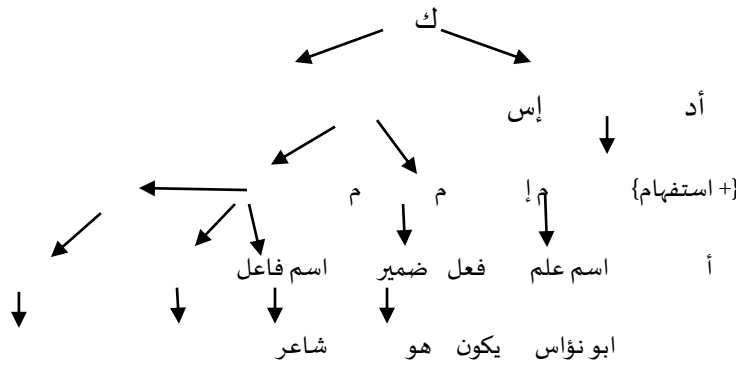 ك
أد إس
{+ استفهام} م إ م م
أ اسم علم فعل ضمير اسم فاعل
ابو نؤاس يكون هو شاعر